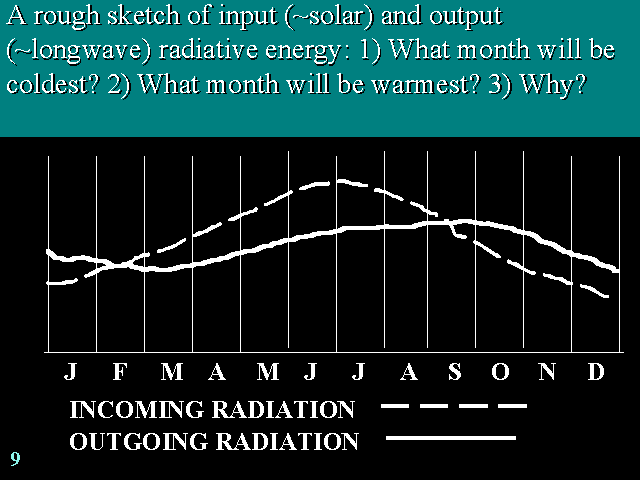 A rough sketch of input (~solar) and output
(~longwave) radiative energy: 1) What month will be
coldest? 2) What month will be warmest? 3) Why?
J F M A M J J A S O N D
INCOMING RADIATION
OUTGOING RADIATION
9